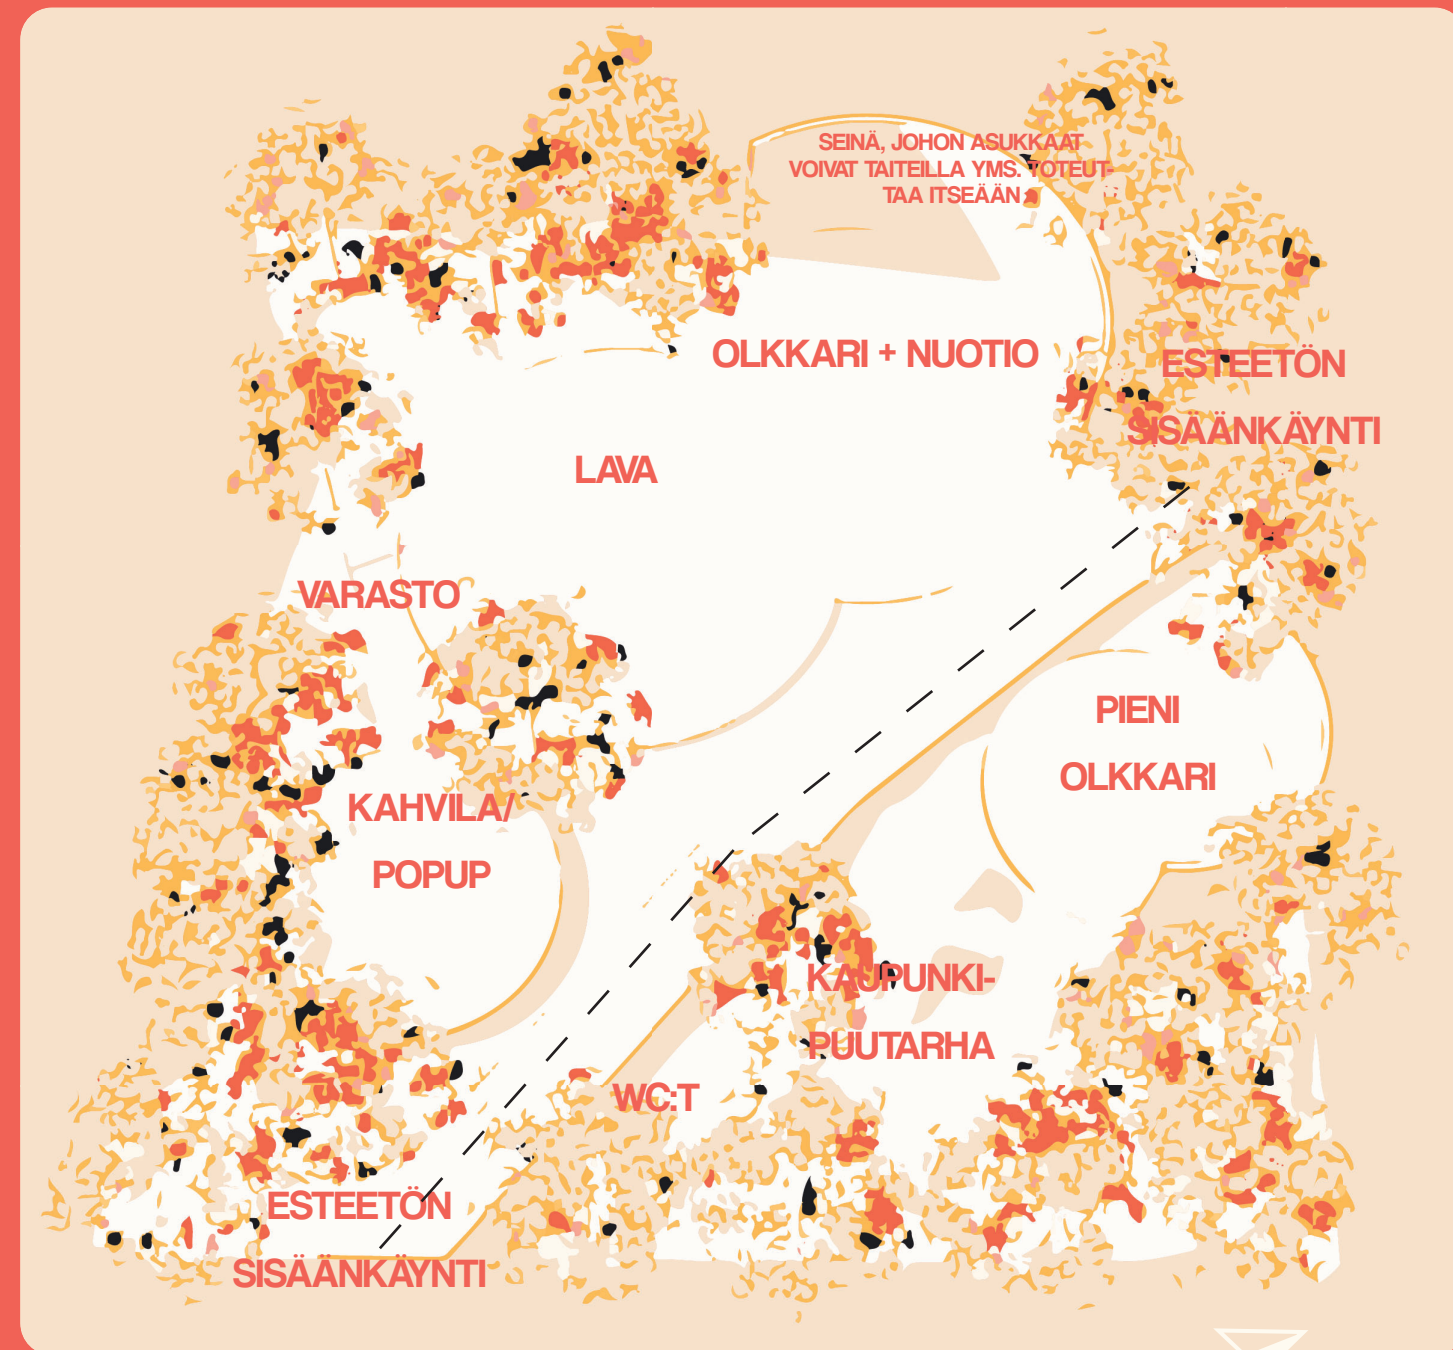 SEINÄ, JOHON ASUKKAAT
VOIVAT TAITEILLA YMS. TOTEUT-
TAA ITSEÄÄN
OLKKARI + NUOTIO
ESTEETÖN
SISÄÄNKÄYNTI
LAVA
VARASTO
PIENI
OLKKARI
KAHVILA/
POPUP
KAUPUNKI-
PUUTARHA
WC:T
ESTEETÖN
SISÄÄNKÄYNTI